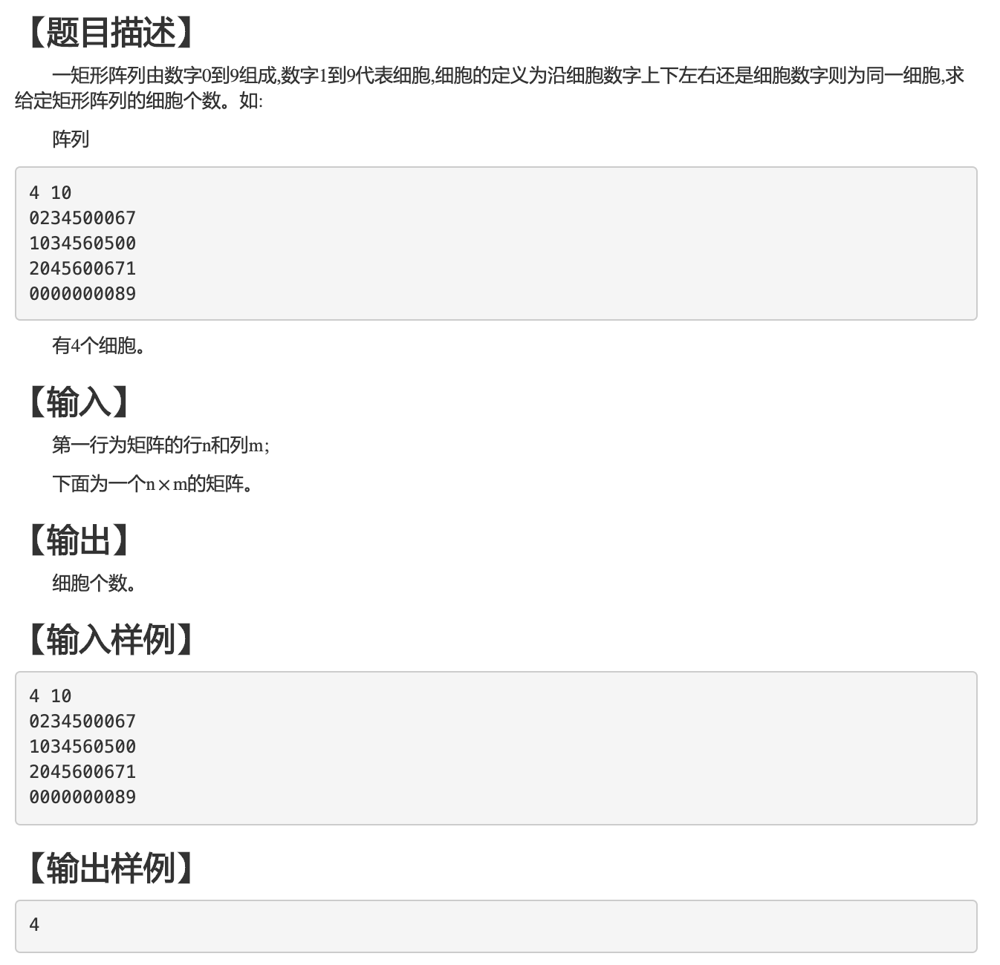 【题目描述】
一矩形阵列由数字0到9组成,数字1到9代表细胞,细胞的定义为沿细胞数字上下左右还是细胞数字则为同一细胞,求
给定矩形阵列的细胞个数。如:
阵列
4 10
0234500067
1034560500
2045600671
0000000089
有4个细胞。
【输入】
第一行为矩阵的行n和列m;
下面为一个n×m的矩阵。
【输出】
细胞个数。
【输入样例】
4 10
0234500067
1034560500
2045600671
0000000089
【输出样例】
4